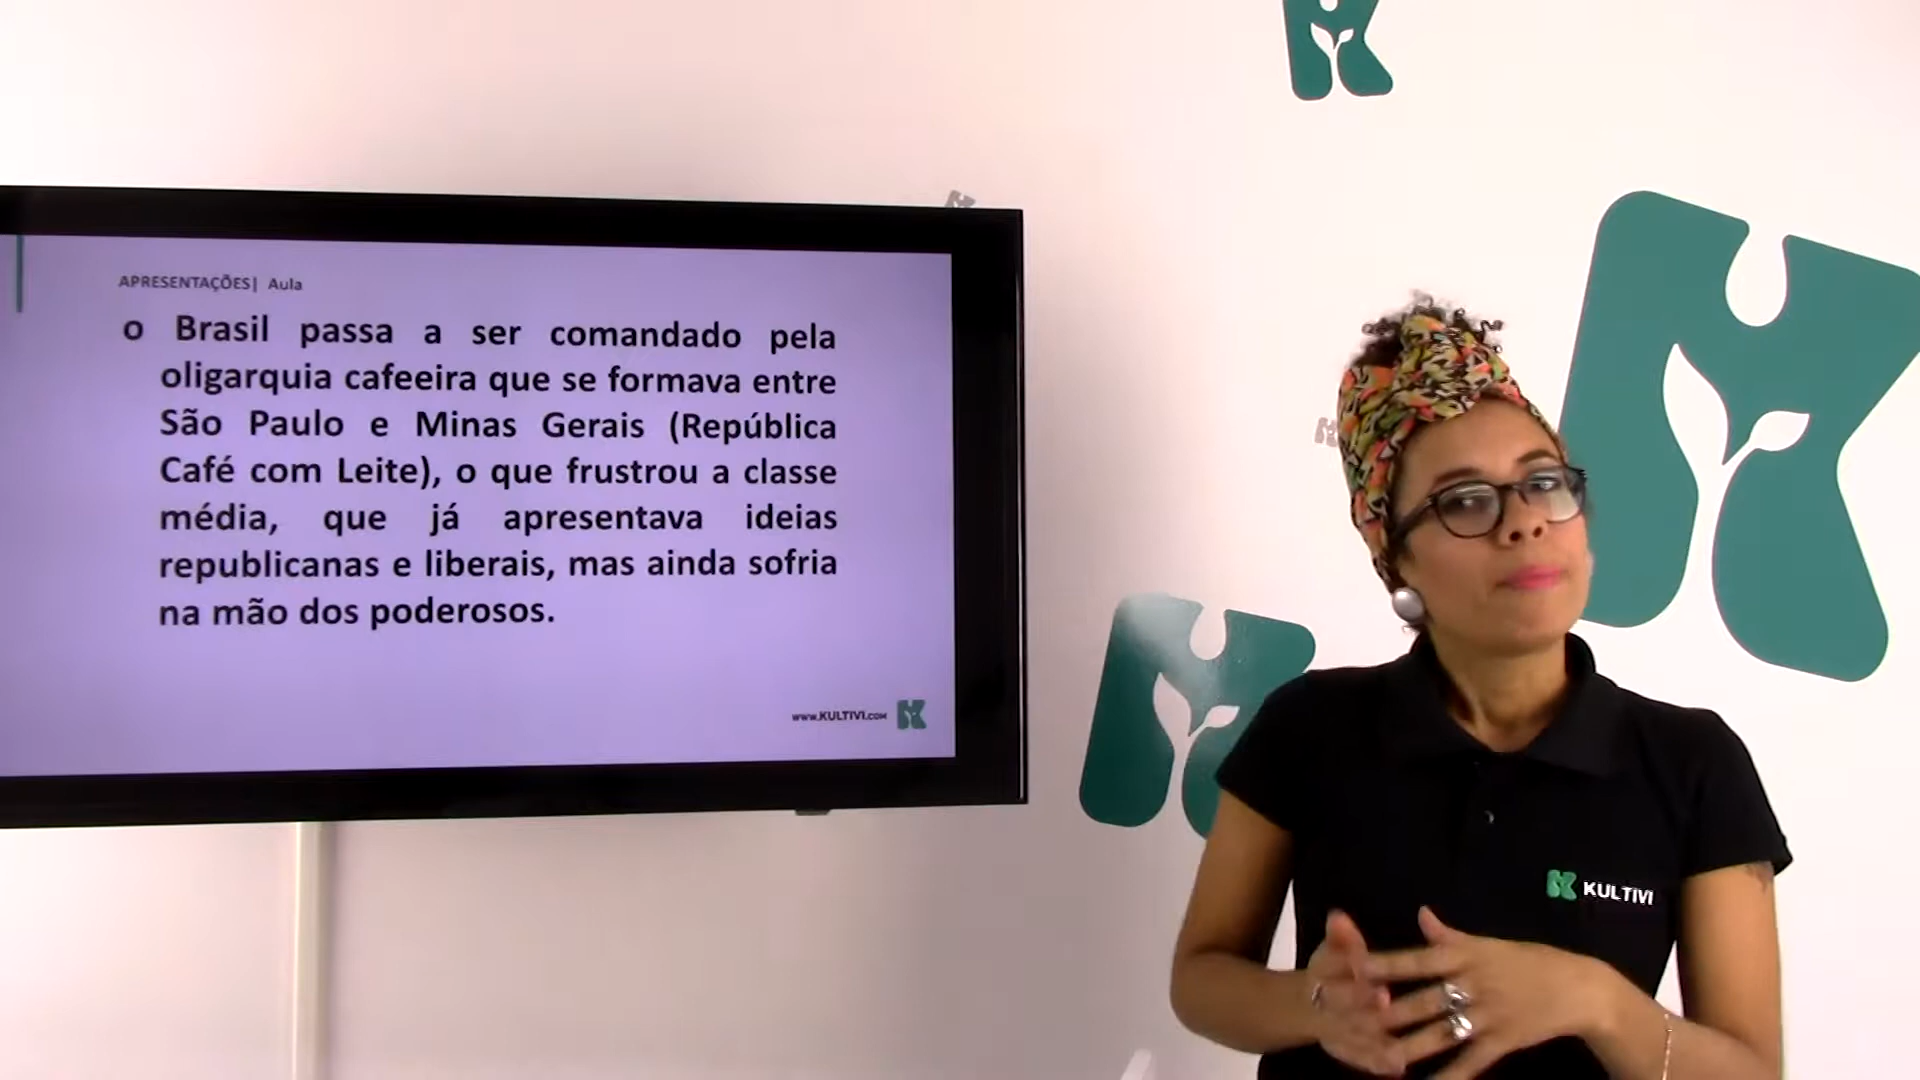 APRESENTAÇÕES| Aula
o Brasil passa a ser comandado pela
oligarquia cafeeira que se formava entre
São Paulo e Minas Gerais (República
Café com Leite), o que frustrou a classe
média, que já apresentava ideias
republicanas e liberais, mas ainda sofria
na mão dos poderosos.
www.KULTIVI.COM
KULTIVI